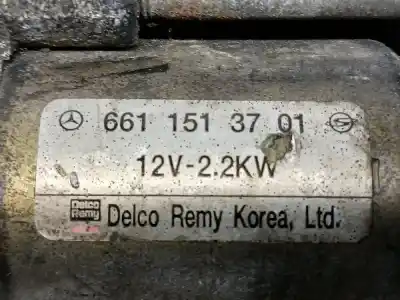 661 151 37 01
12V-2.2KW
Delco
Remy
Delco Remy Korea, Ltd.